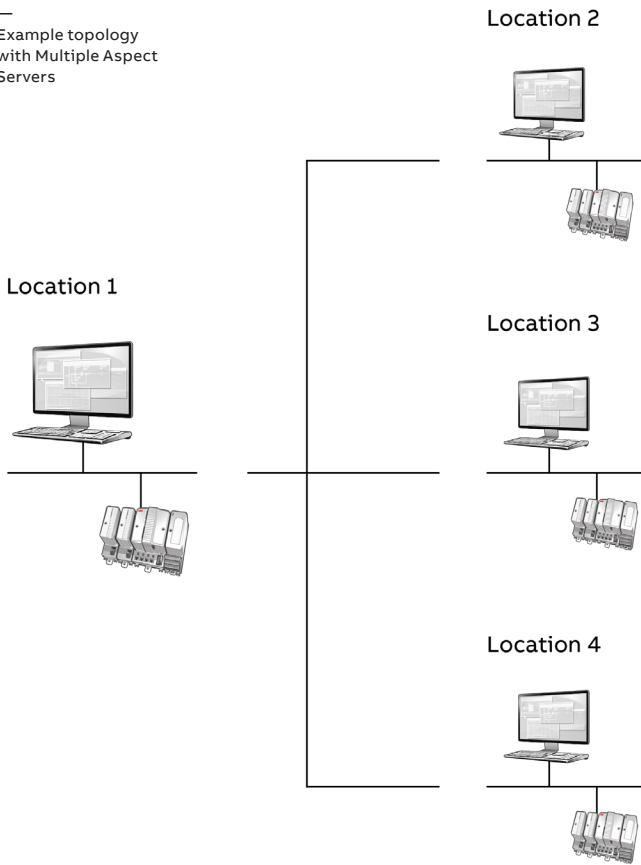 Example topology
with Multiple Aspect
Servers
Location 2
Location 1
Location 3
Location 4